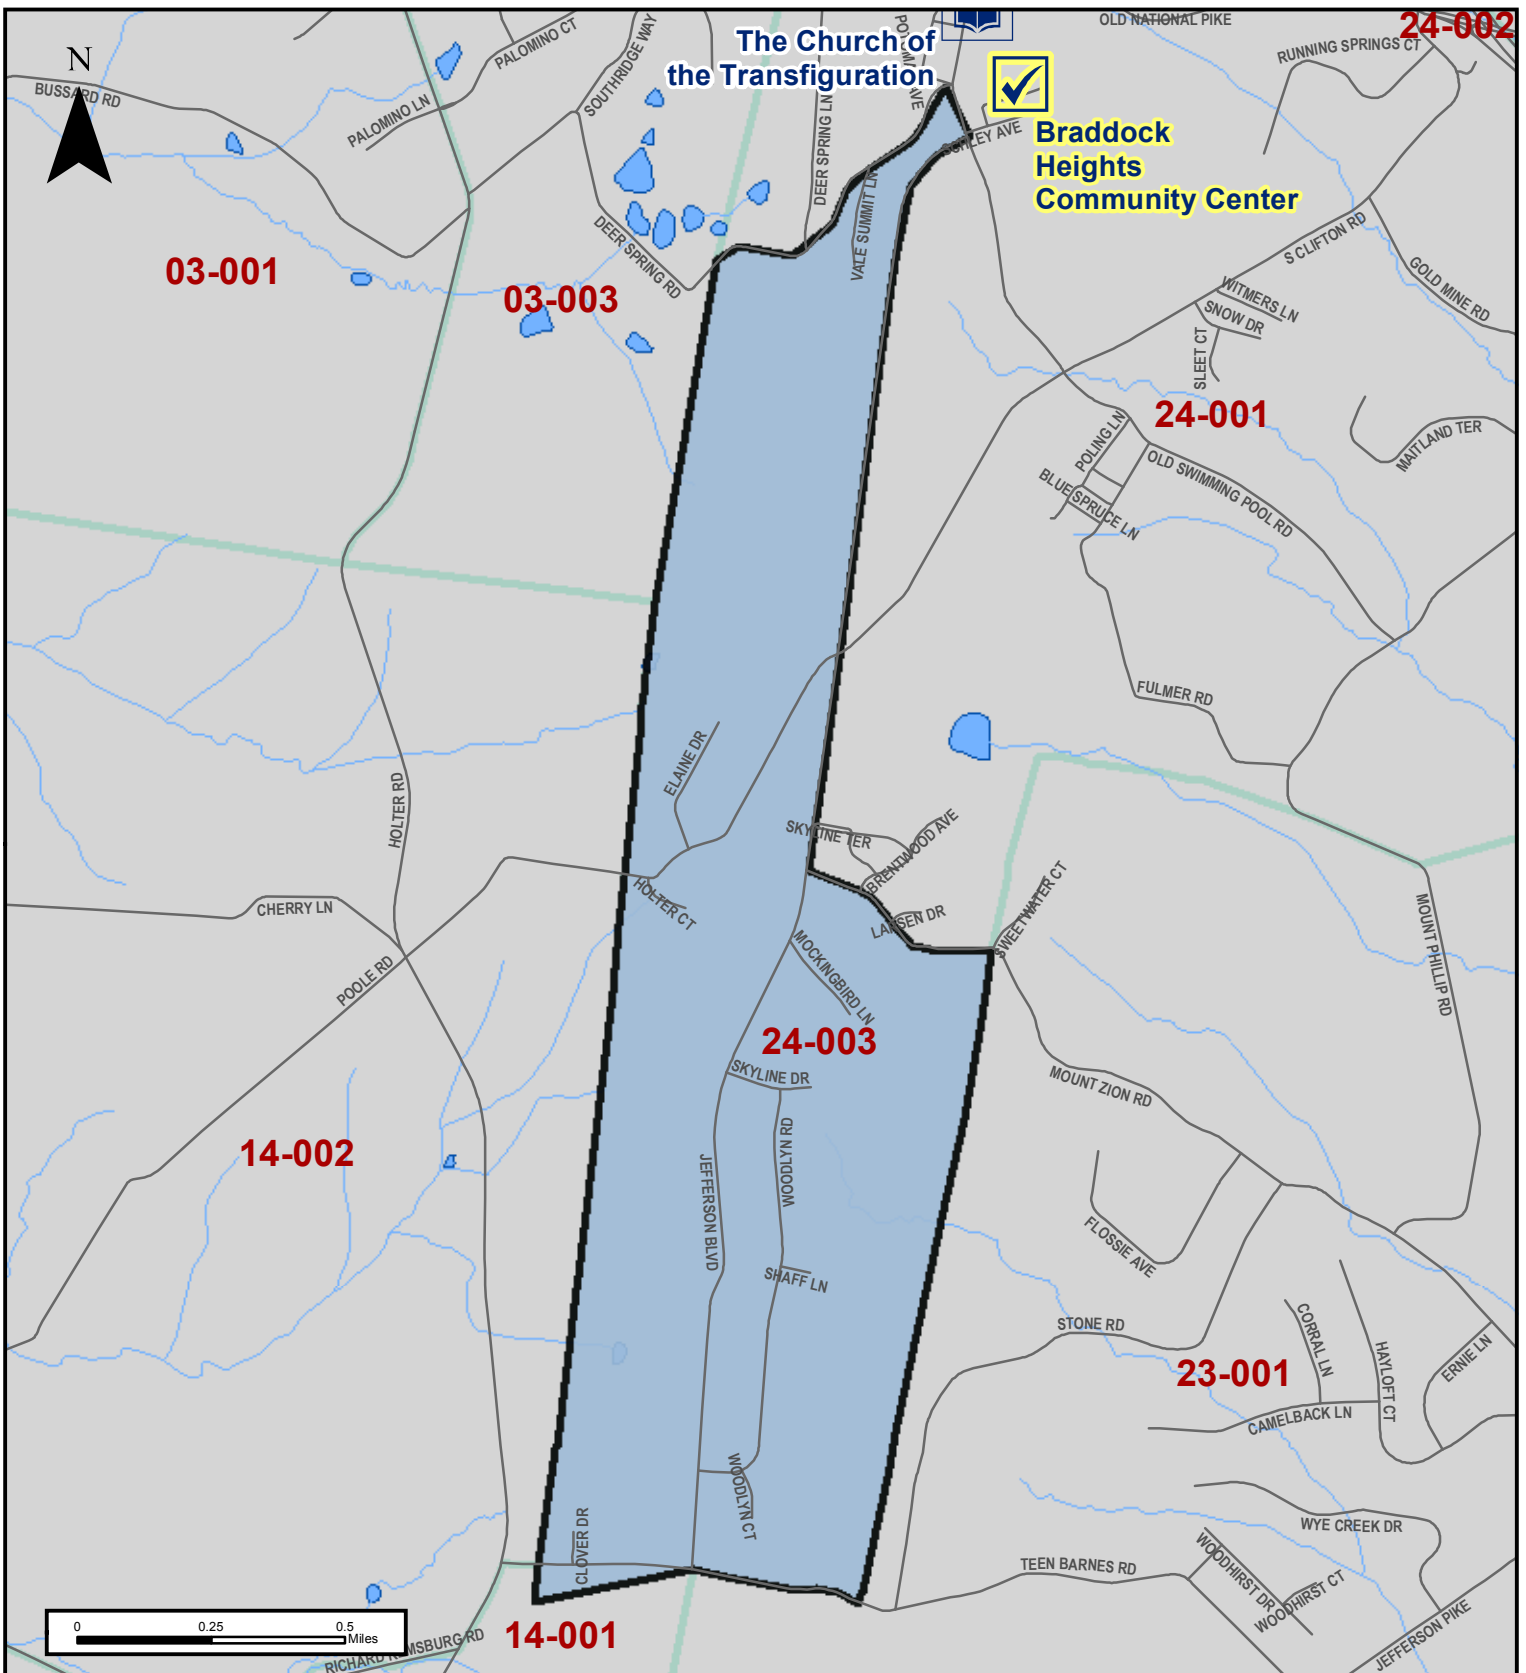 OLD NATIONAL PIKE
24-002
N
PALOMINO CT
SOUTHRIDGE WAY
The Church of
the Transfiguration
RUNNING SPRINGS CT
BUSSARD RD
PALOMINO LN
DEER SPRING LN
Braddock
Heights
Community Center
VALE SUMMIT LN
DEER SPRING RD
S CLIFTON RD
GOLD MINE RD
03-001
03-003
WITMERS LN
SNOW DR
SLEET CT
24-001
POLING LN
MAITLAND TER
OLD SWIMMING POOL RD
BLUE SPRUCE LN
FULMER RD
ELAINE DR
HOLTER RD
SKYLINE TER
BRENTWOOD AVE
HOLTER CT
CHERRY LN
LARSEN DR
SWEETWATER CT
MOUNT PHILLIP RD
POOLE RD
MOCKINGBIRD LN
24-003
SKYLINE DR
MOUNT ZION RD
14-002
WOODLYN RD
JEFFERSON BLVD
FLOSSIE AVE
SHAFF LN
STONE RD
CORRAL LN
HAYLOFT CT
ERNIE LN
23-001
CAMELBACK LN
WOODLYN CT
CLOVER DR
WYE CREEK DR
TEEN BARNES RD
WOODHIRST DR
WOODHIRST CT
JEFFERSON PIKE
14-001
0 0.25 0.5
Miles
RICHARD